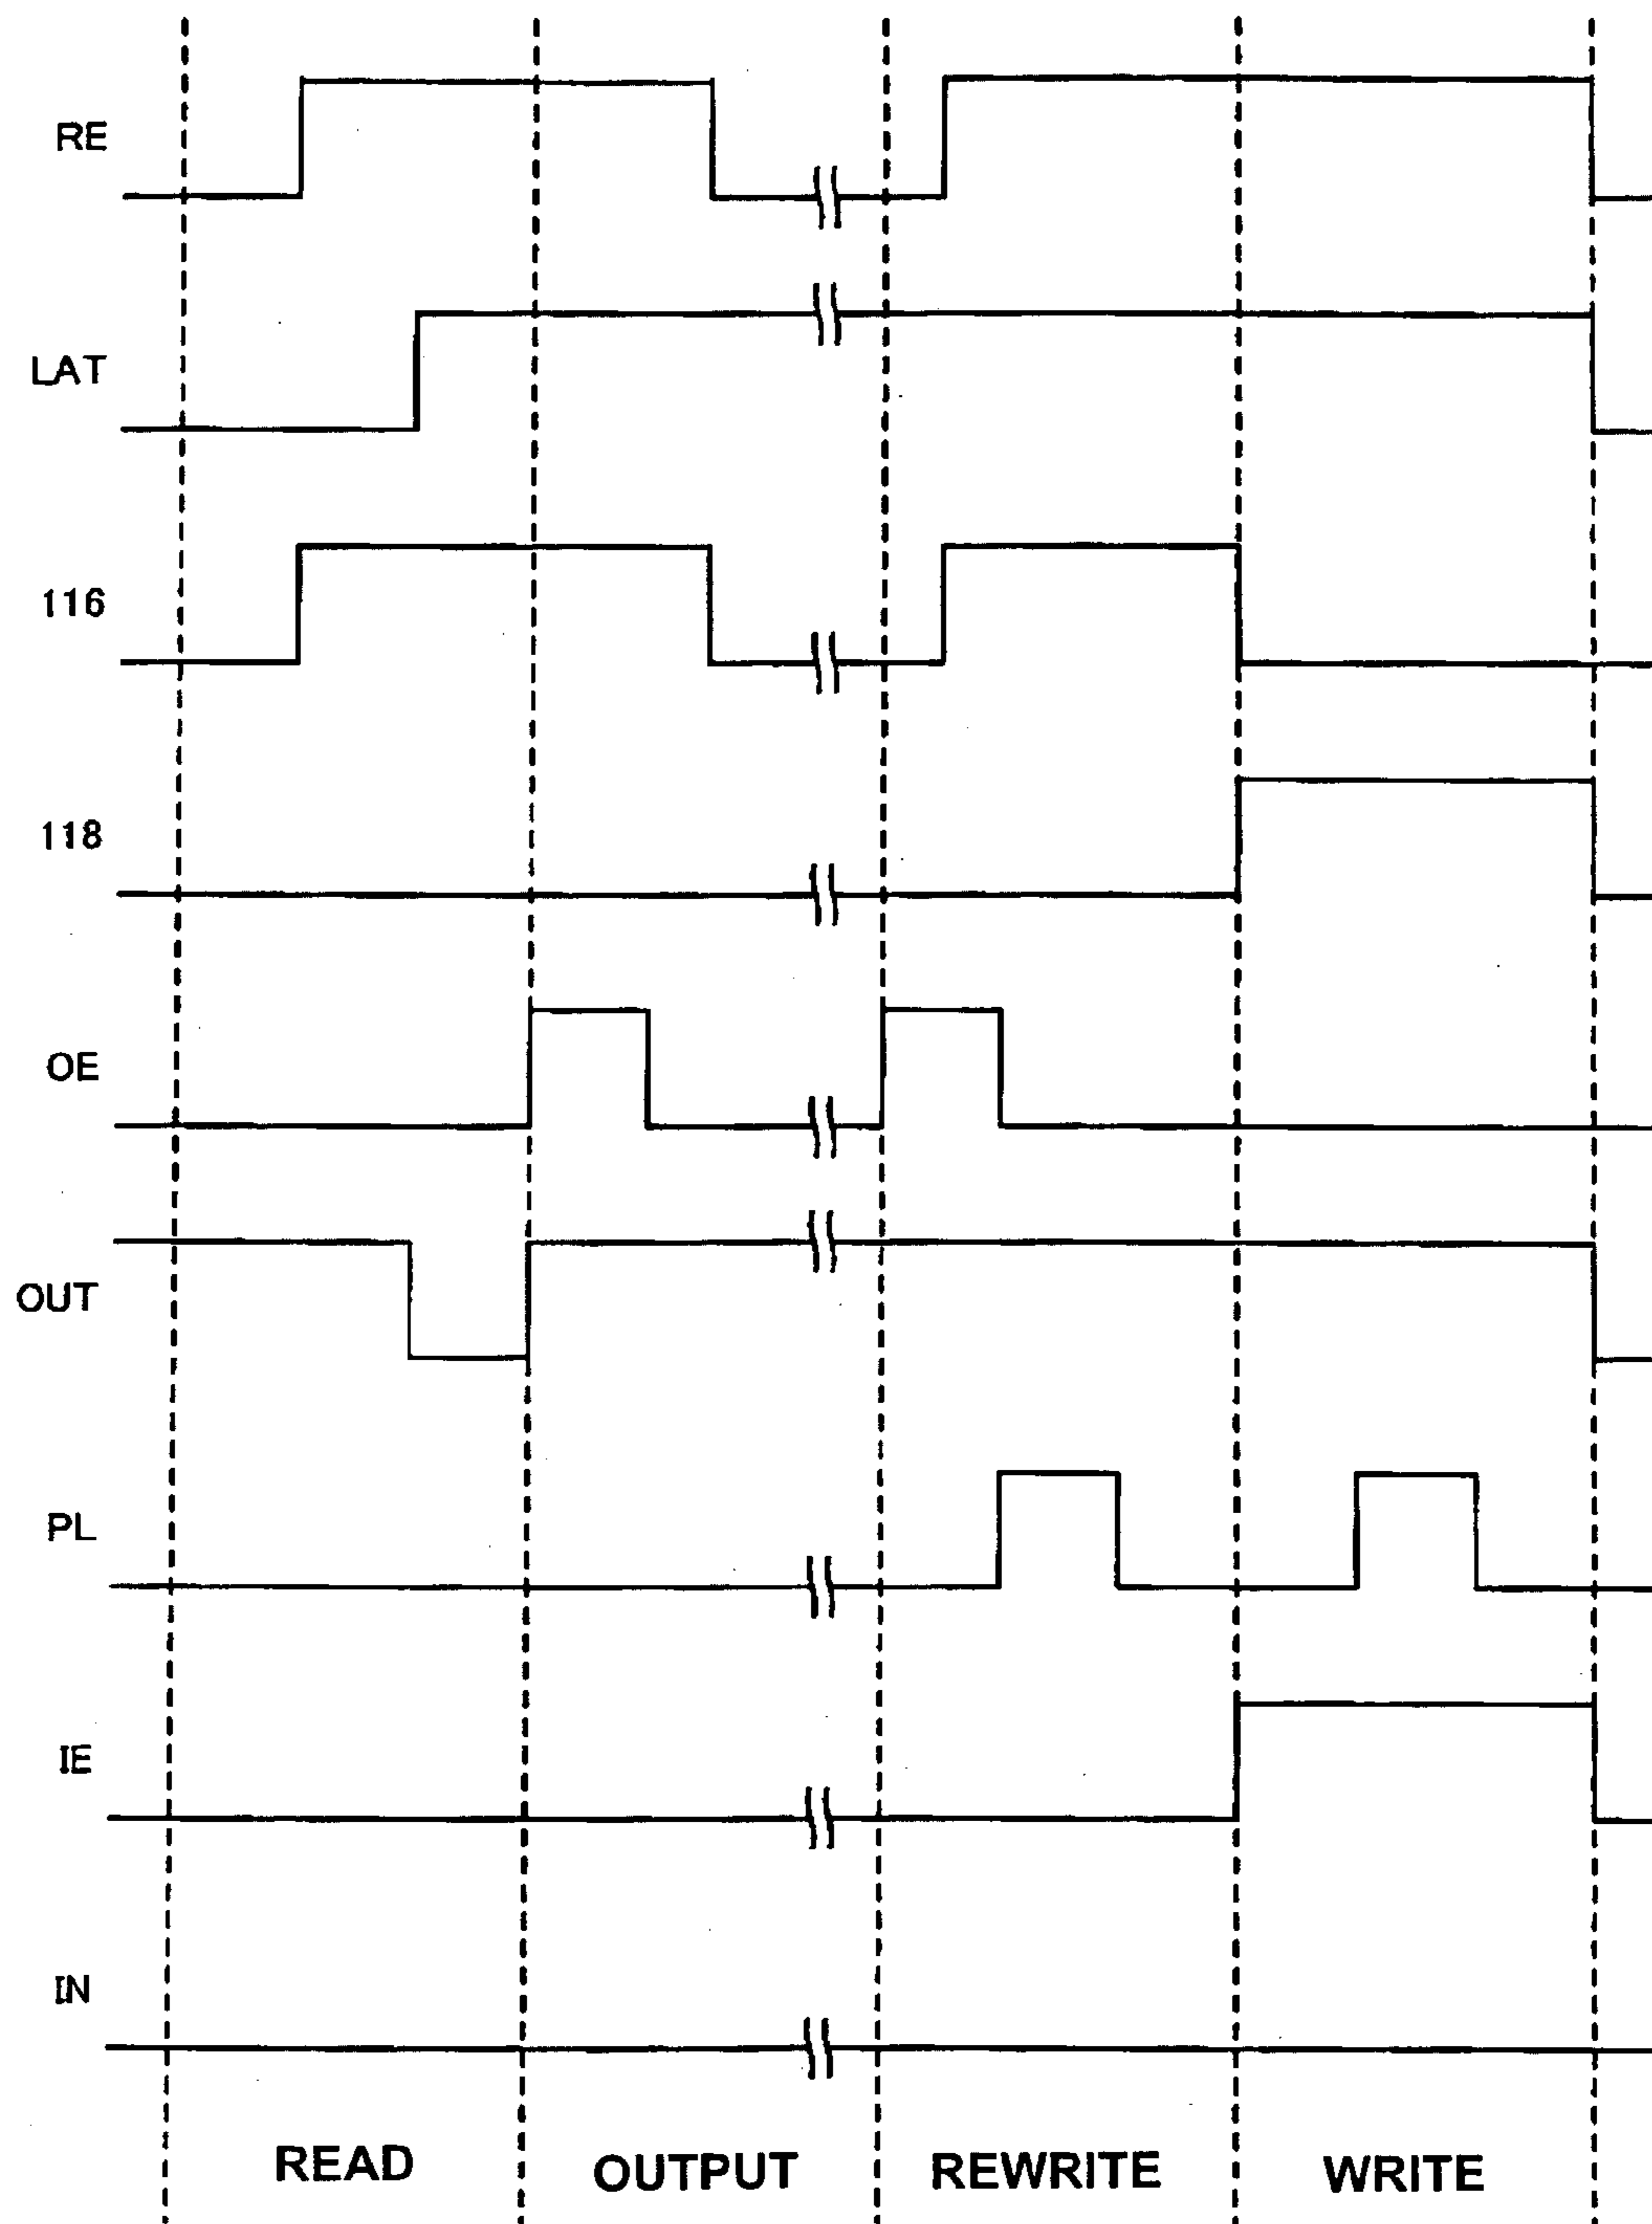 RE
LAT
116
118
OE
OUT
PL
IE
IN
READ OUTPUT REWRITE WRITE